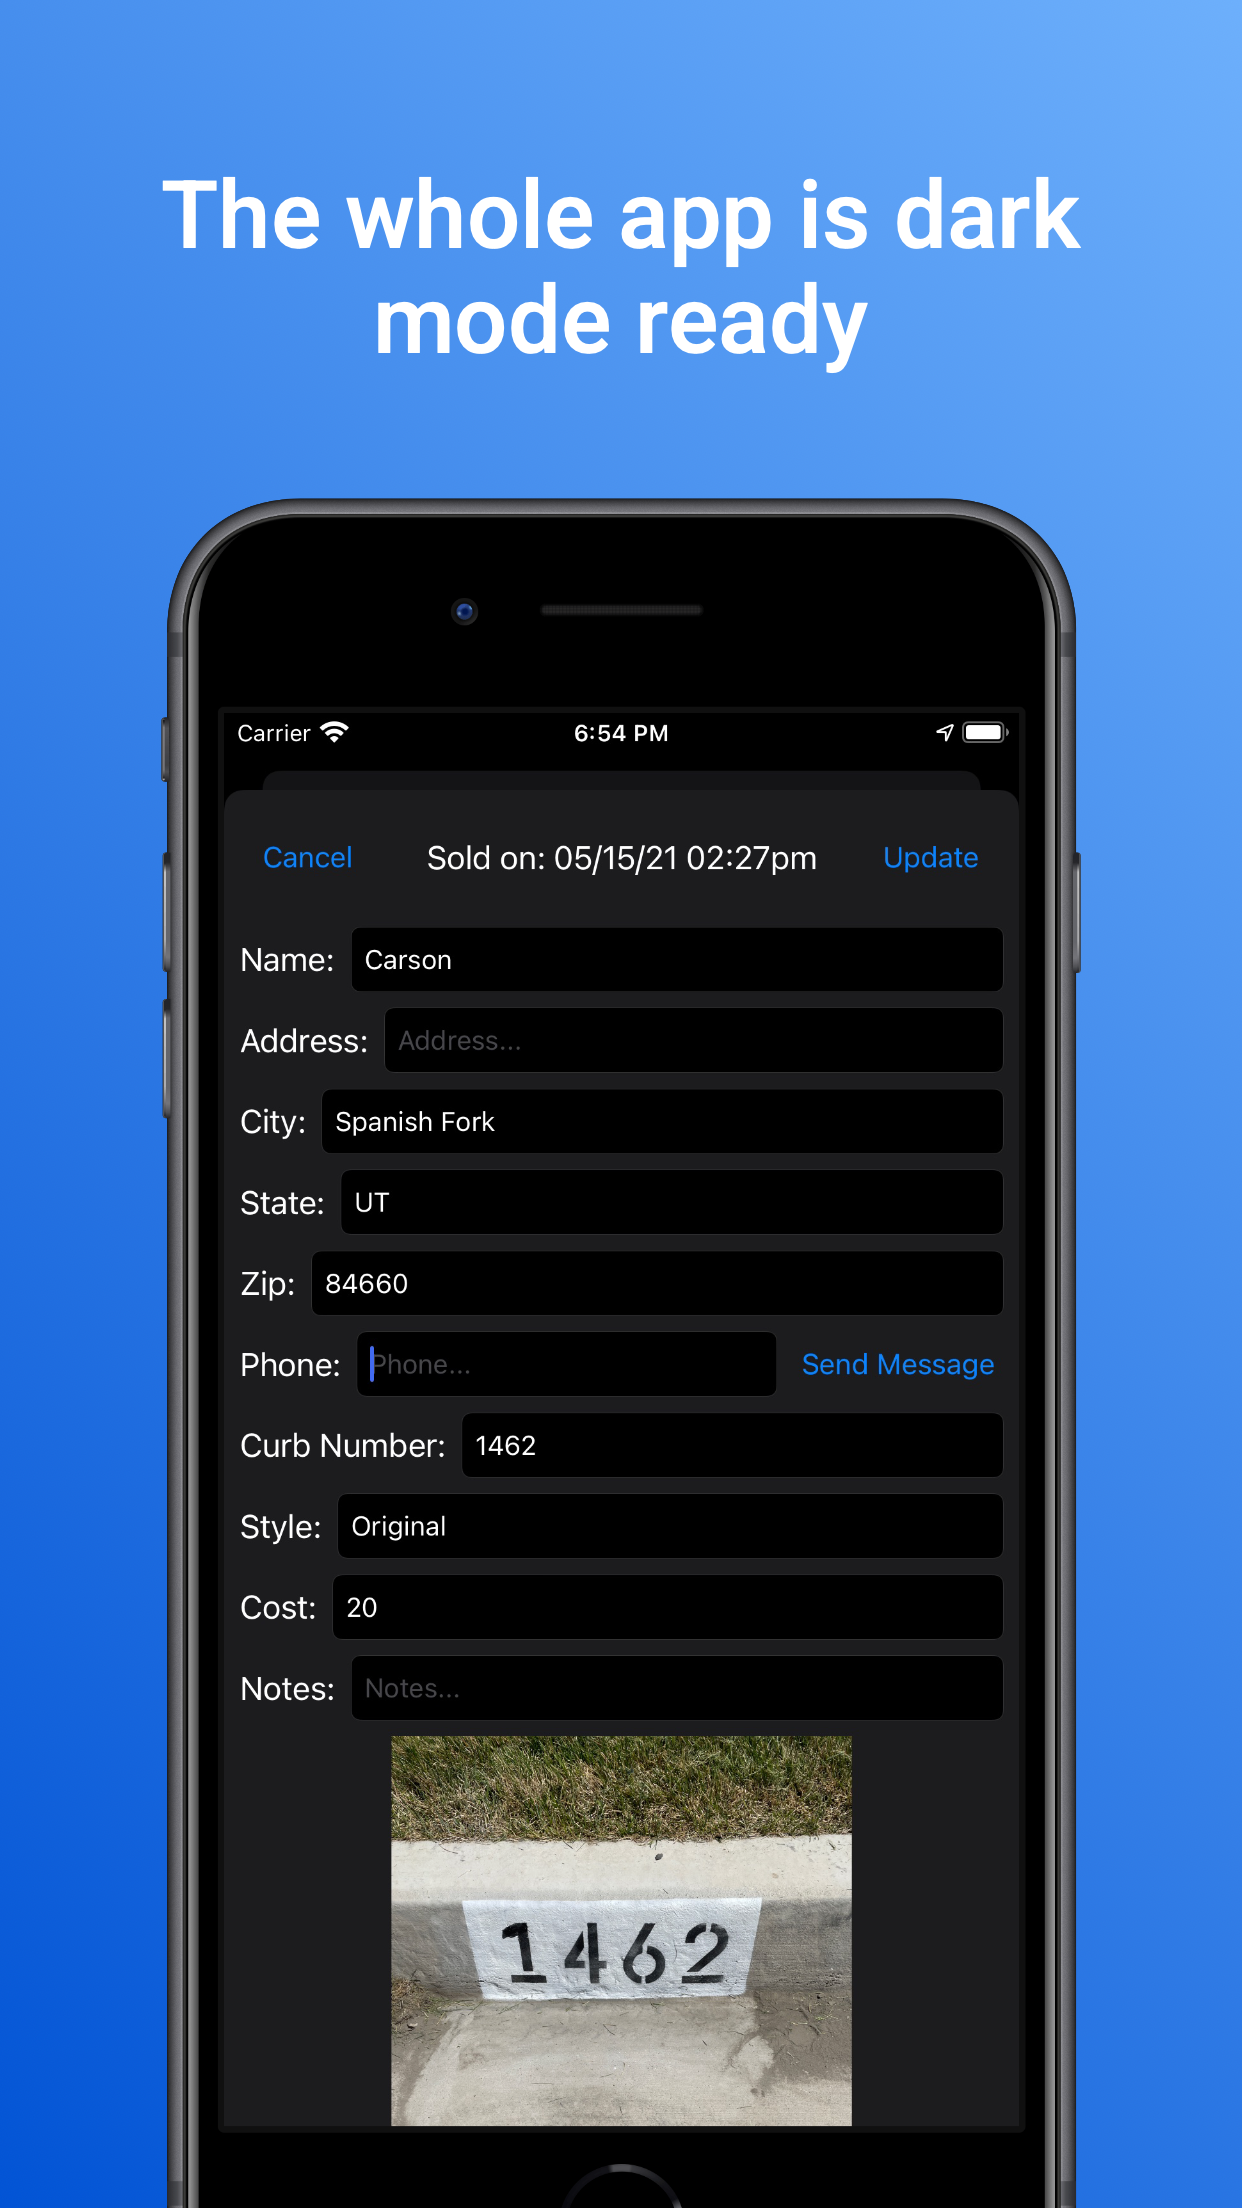 The whole app is dark
mode ready
Carrier 6:54 PM
Cancel Sold on: 05/15/21 02:27pm Update
Name: Carson
Address: Address...
City: Spanish Fork
State: UT
Zip: 84660
Phone: Phone... Send Message
Curb Number: 1462
Style: Original
Cost: 20
Notes: Notes...
1462